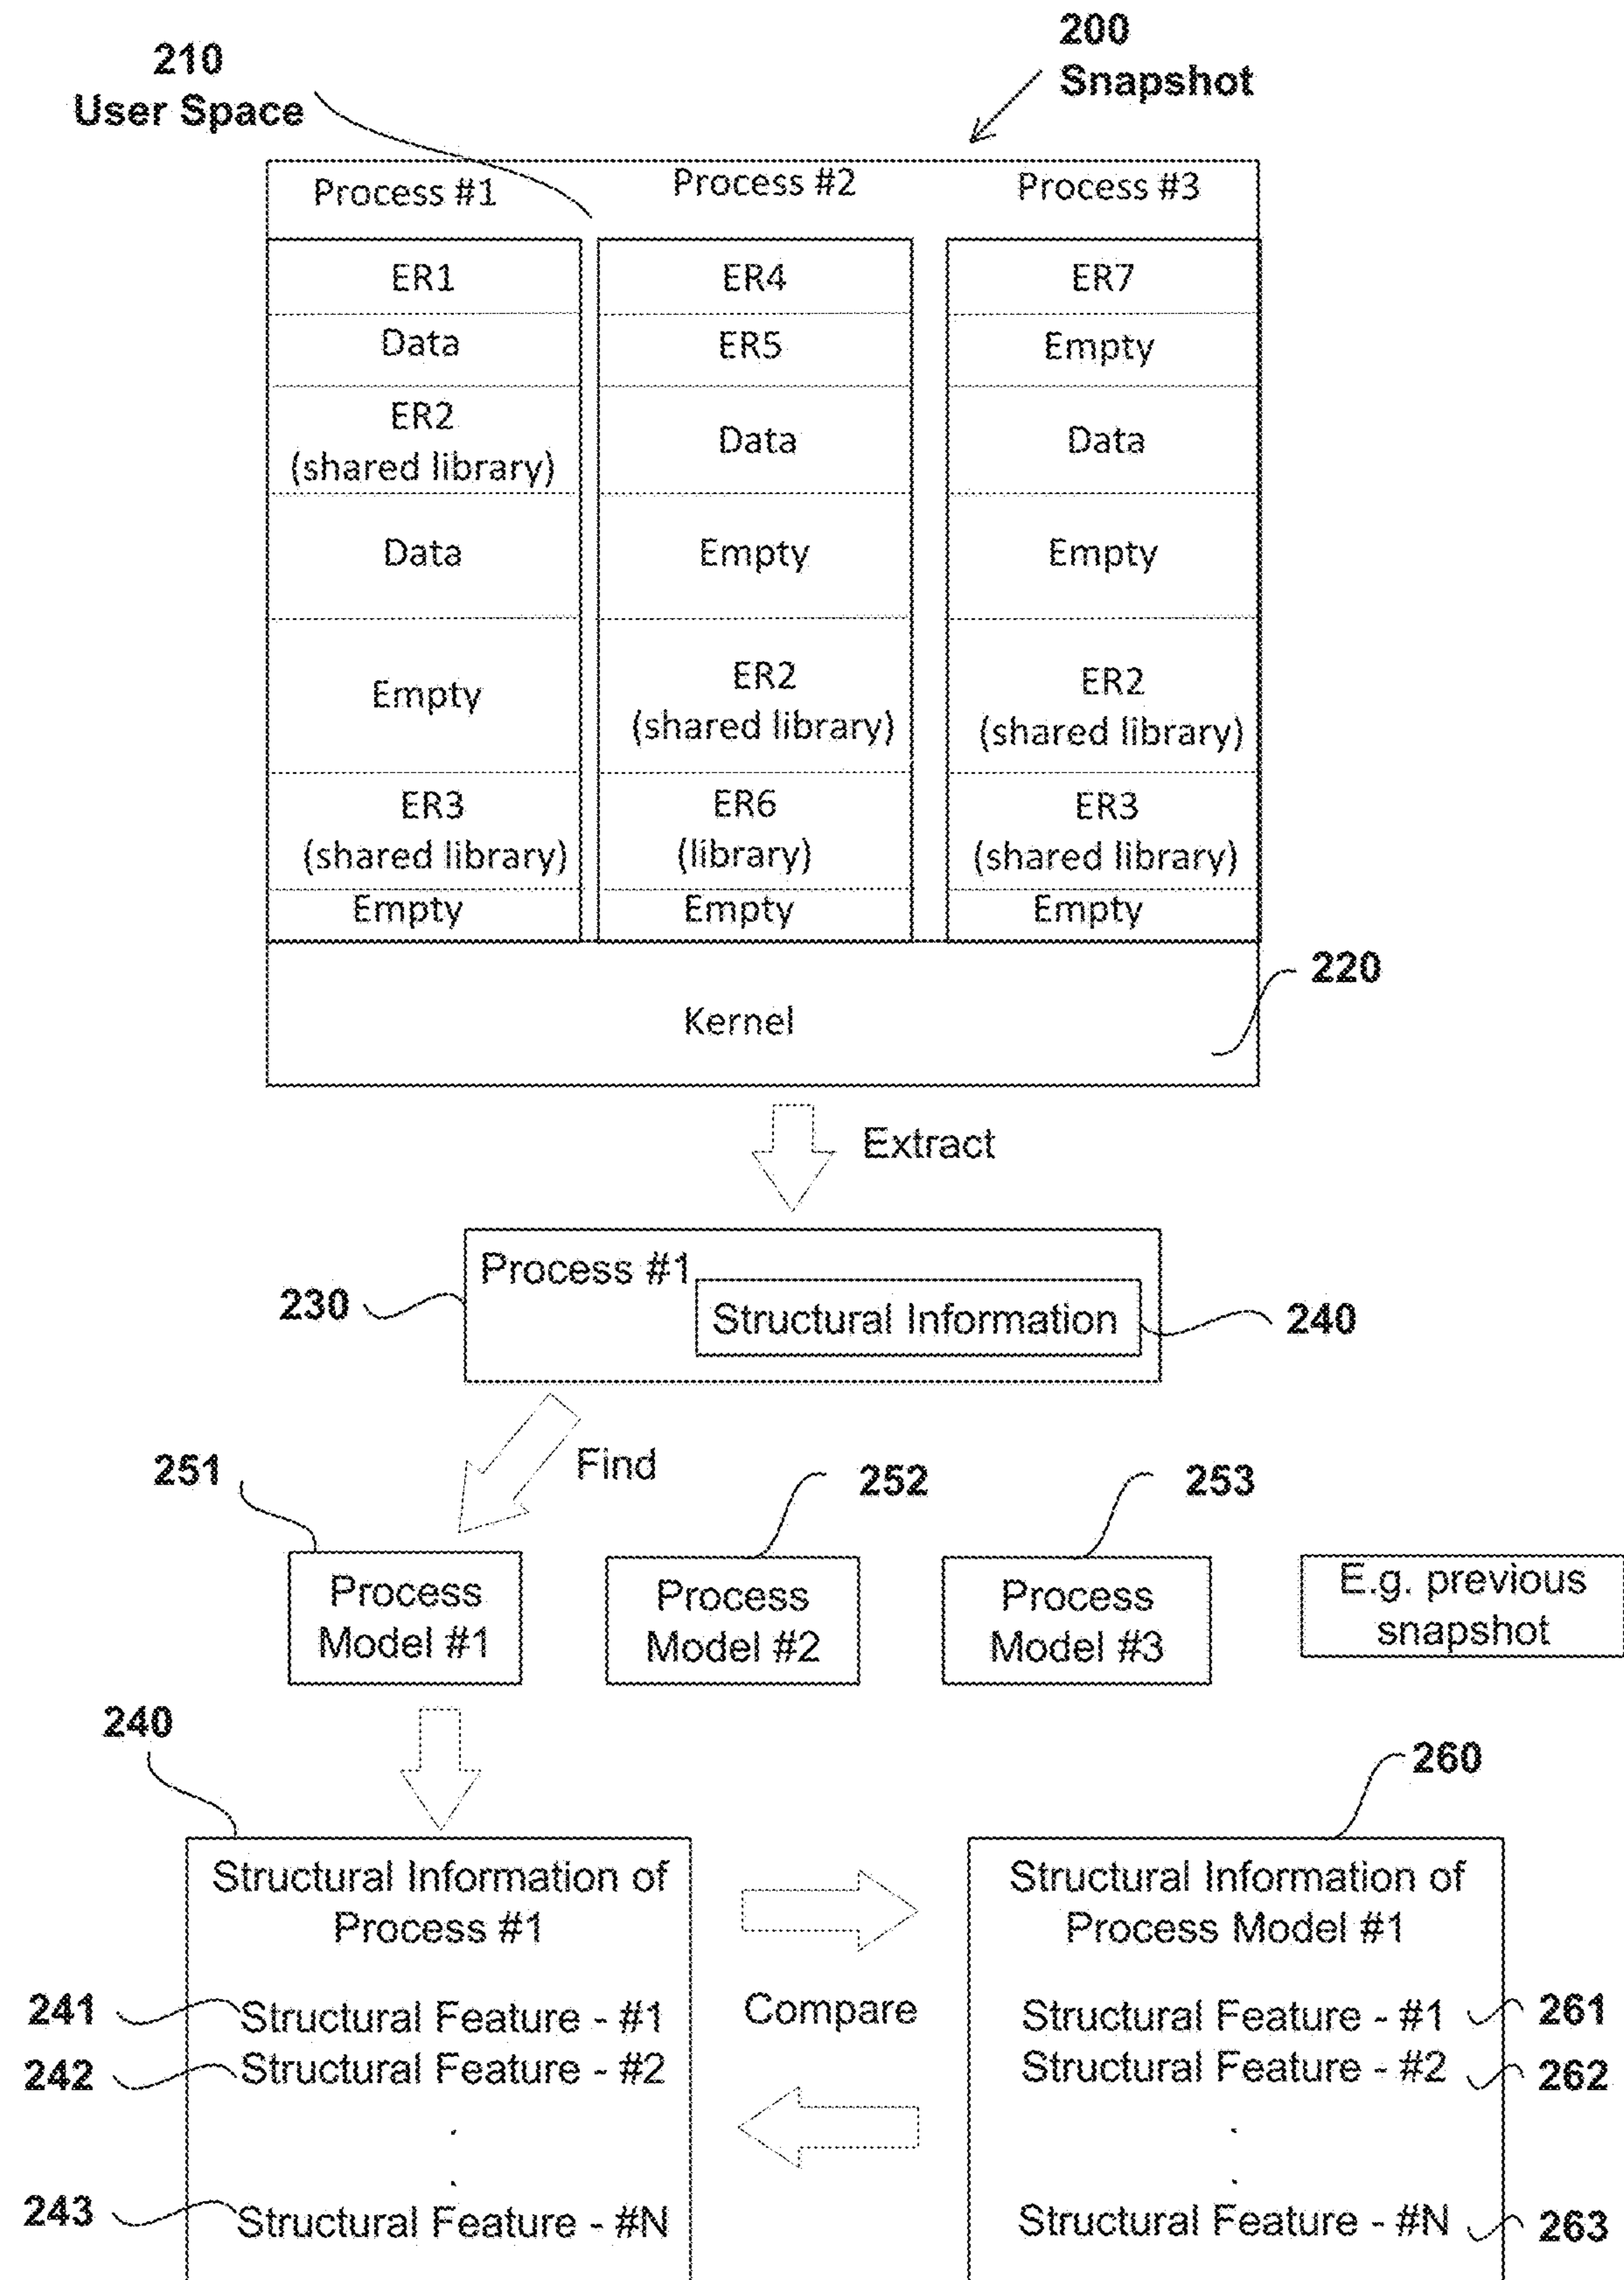 200
Snapshot
210
User Space
Process #1
Process #2
Process #3
ER1
ER4
ER7
Data
ER5
Empty
ER2
(shared library)
Data
Data
Data
Empty
Empty
Empty
ER2
(shared library)
ER2
(shared library)
ER3
(shared library)
ER6
(library)
ER3
(shared library)
Empty
Empty
Empty
220
Kernel
Extract
Process #1
230
Structural Information
240
Find
251
252
253
Process
Model #1
Process
Model #2
Process
Model #3
E.g. previous
snapshot
240
260
Structural Information of
Process #1
Structural Information of
Process Model #1
241
Structural Feature - #1
Compare
Structural Feature - #1
261
242
Structural Feature - #2
Structural Feature - #2
262
.
.
.
.
243
Structural Feature - #N
Structural Feature - #N
263